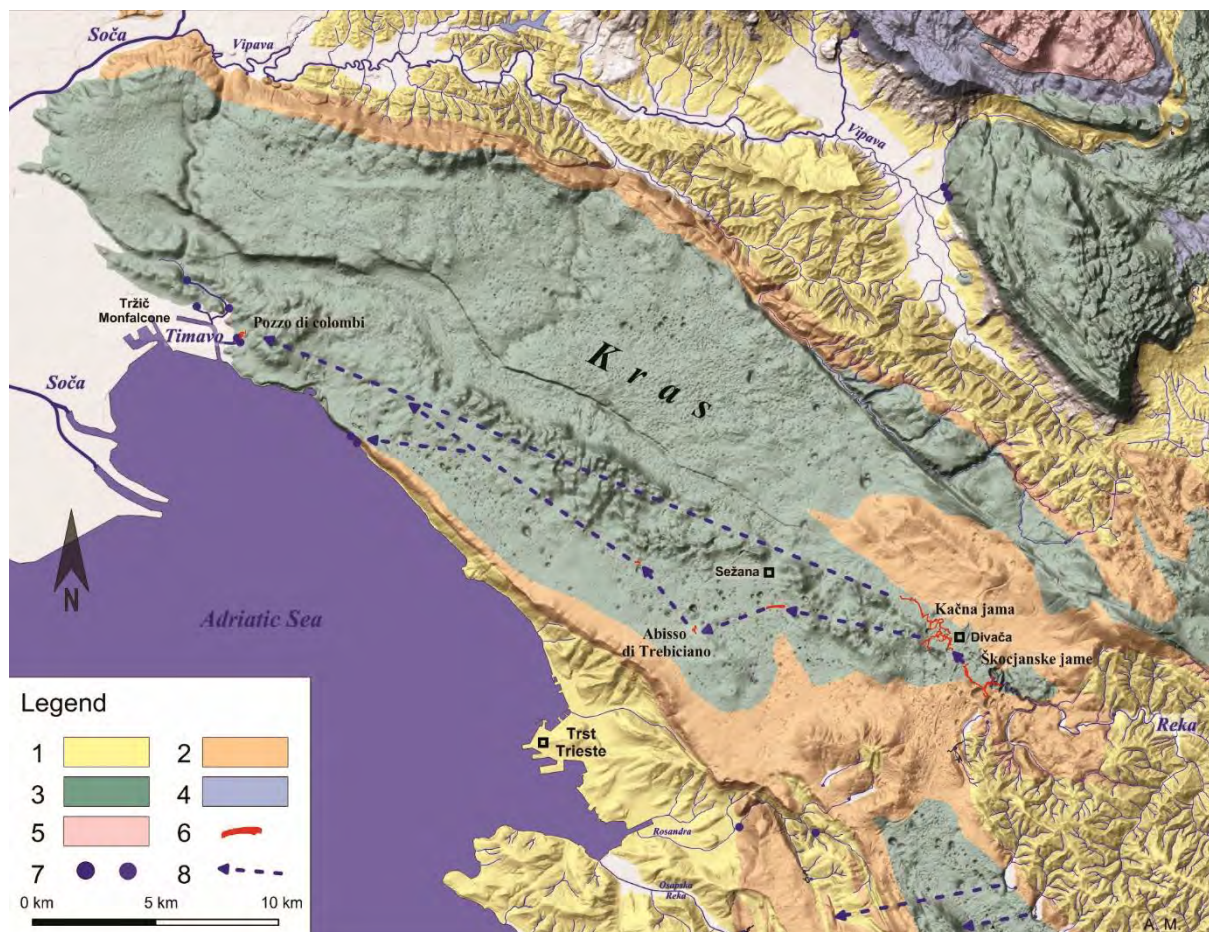 Soča
Vipava
Vipava
Tržič
Monfalcone
Pozzo di colombi
Timavo
Soča
Kras
N
Sežana
Kačna jama
Divača
Abisso
di Trebiciano
Škocjanske jame
Adriatic Sea
Reka
Trst
Trieste
Rosandra
Osapska
Reka
Legend
1 2
3 4
5 6
7 8
0 km 5 km 10 km
A. M.